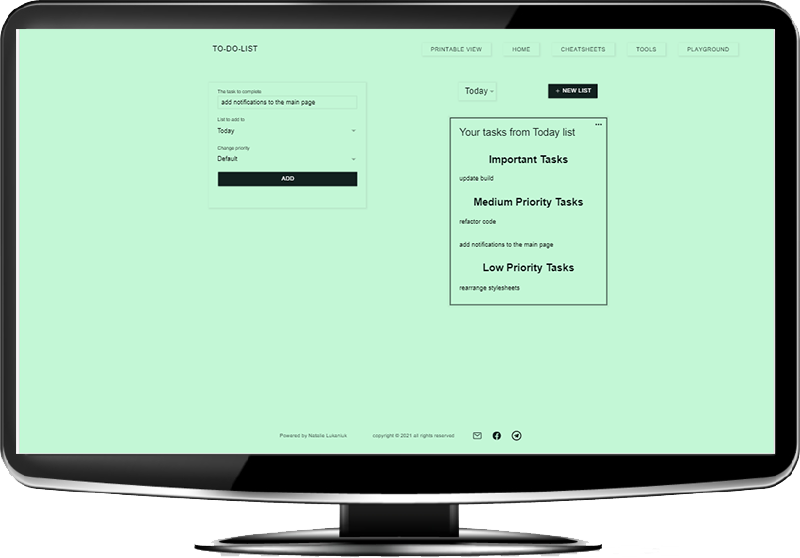 TO-DO-LIST
PRINTABLE VIEW
HOME
CHEATSHEETS
TOOLS
PLAYGROUND
The task to complete
add notifications to the main page
List to add to
Today
Change priority
Default
ADD
Today
+ NEW LIST
Your tasks from Today list
Important Tasks
update build
Medium Priority Tasks
refactor code
add notifications to the main page
Low Priority Tasks
rearrange stylesheets
Powered by Natalie Lukaniuk
copyright © 2021 all rights reserved